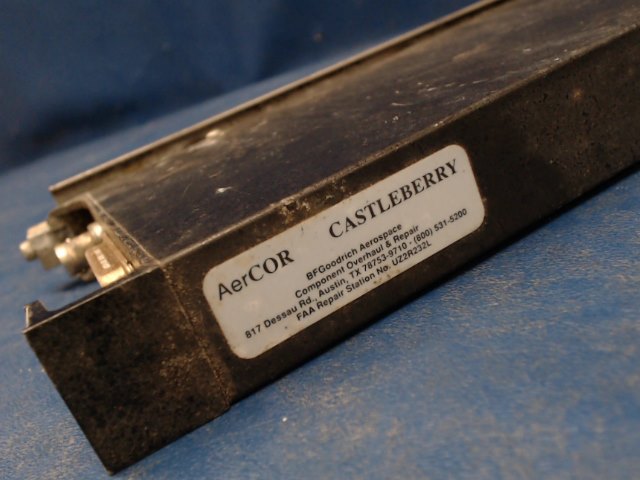 AerCOR CASTLEBERRY
BFGoodrich Aerospace
Component Overhaul & Repair
817 Dessau Rd., Austin, TX 78753-9710 - (800) 531-5200
FAA Repair Station No. UZ2R232L